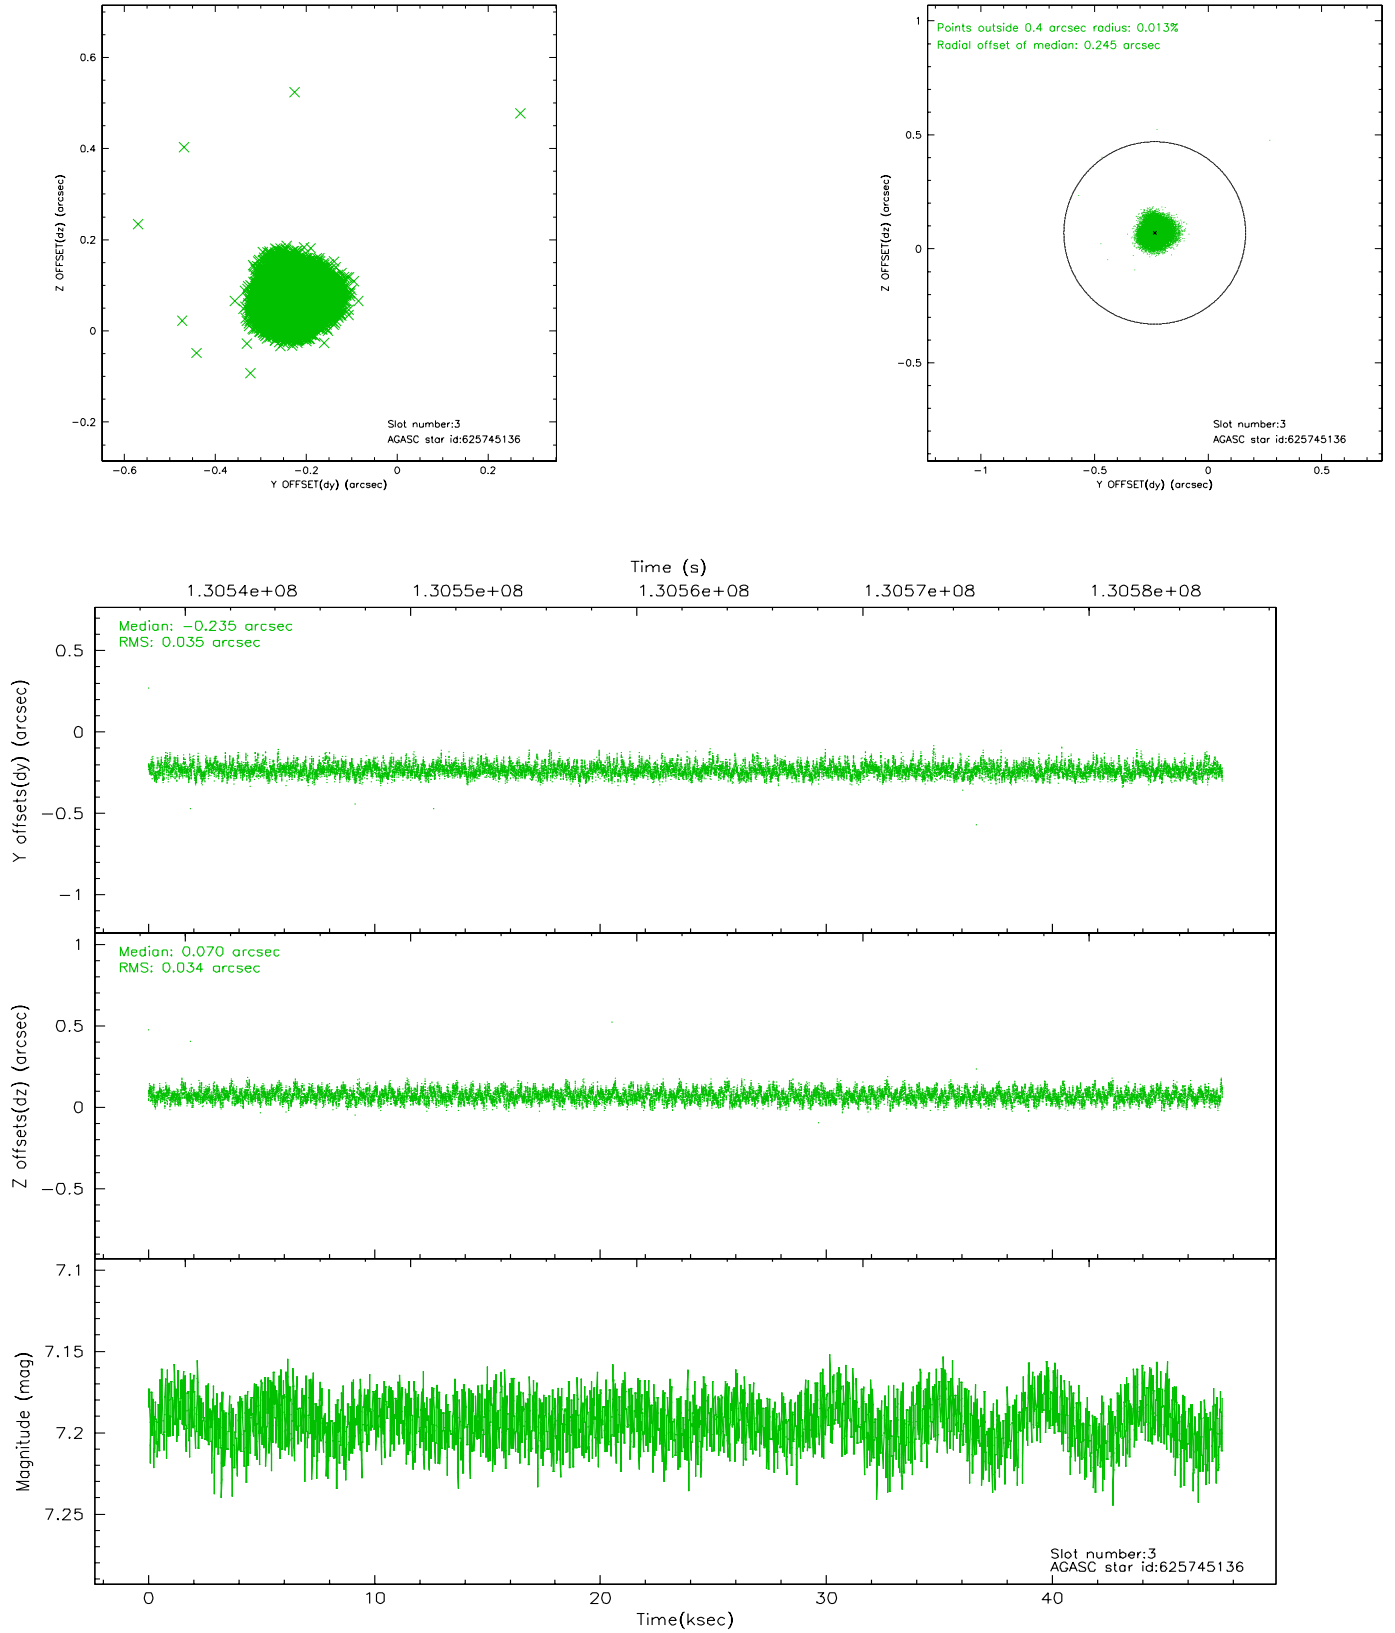 0.6
0.4
0.2
0
−0.2
Z OFFSET(dz) (arcsec)
−0.6 −0.4 −0.2 0 0.2
Y OFFSET(dy) (arcsec)
Slot number:3
AGASC star id:625745136
Points outside 0.4 arcsec radius: 0.013%
Radial offset of median: 0.245 arcsec
1
0.5
0
−0.5
Z OFFSET(dz) (arcsec)
−1 −0.5 0 0.5
Y OFFSET(dy) (arcsec)
Slot number:3
AGASC star id:625745136
Time (s)
1.3054e+08 1.3055e+08 1.3056e+08 1.3057e+08 1.3058e+08
Median: −0.235 arcsec
RMS: 0.035 arcsec
0.5
0
−0.5
−1
Y offsets(dy) (arcsec)
Median: 0.070 arcsec
RMS: 0.034 arcsec
1
0.5
0
−0.5
Z offsets(dz) (arcsec)
7.1
7.15
7.2
7.25
Magnitude (mag)
Slot number:3
AGASC star id:625745136
0 10 20 30 40
Time(ksec)